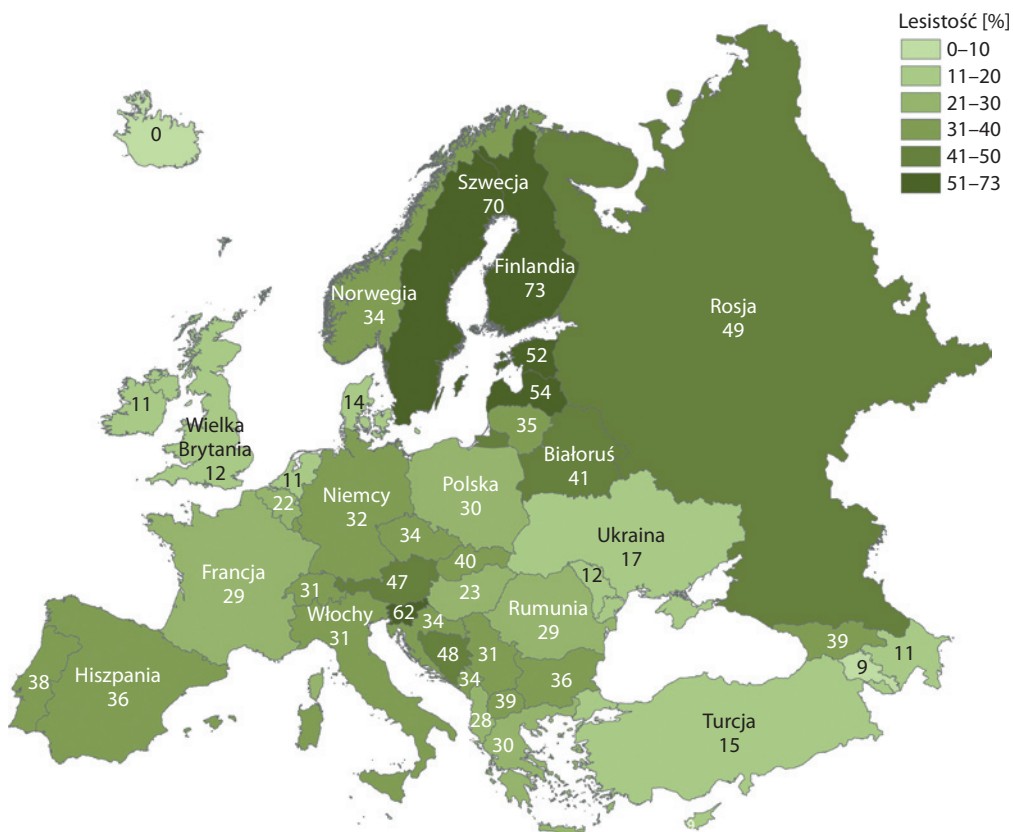 Lesistość [%]
0–10
11–20
21–30
31–40
41–50
51–73
0
Szwecja
70
Finlandia
73
Norwegia
34
Rosja
49
52
54
35
11
Wielka
Brytania
12
14
Białoruś
41
11
22
Niemcy
32
Polska
30
34
40
Ukraina
17
12
Francja
29
31
47
23
Rumunia
29
Włochy
31
62
34
48
31
34
39
36
28
30
38
Hiszpania
36
39
11
9
Turcja
15